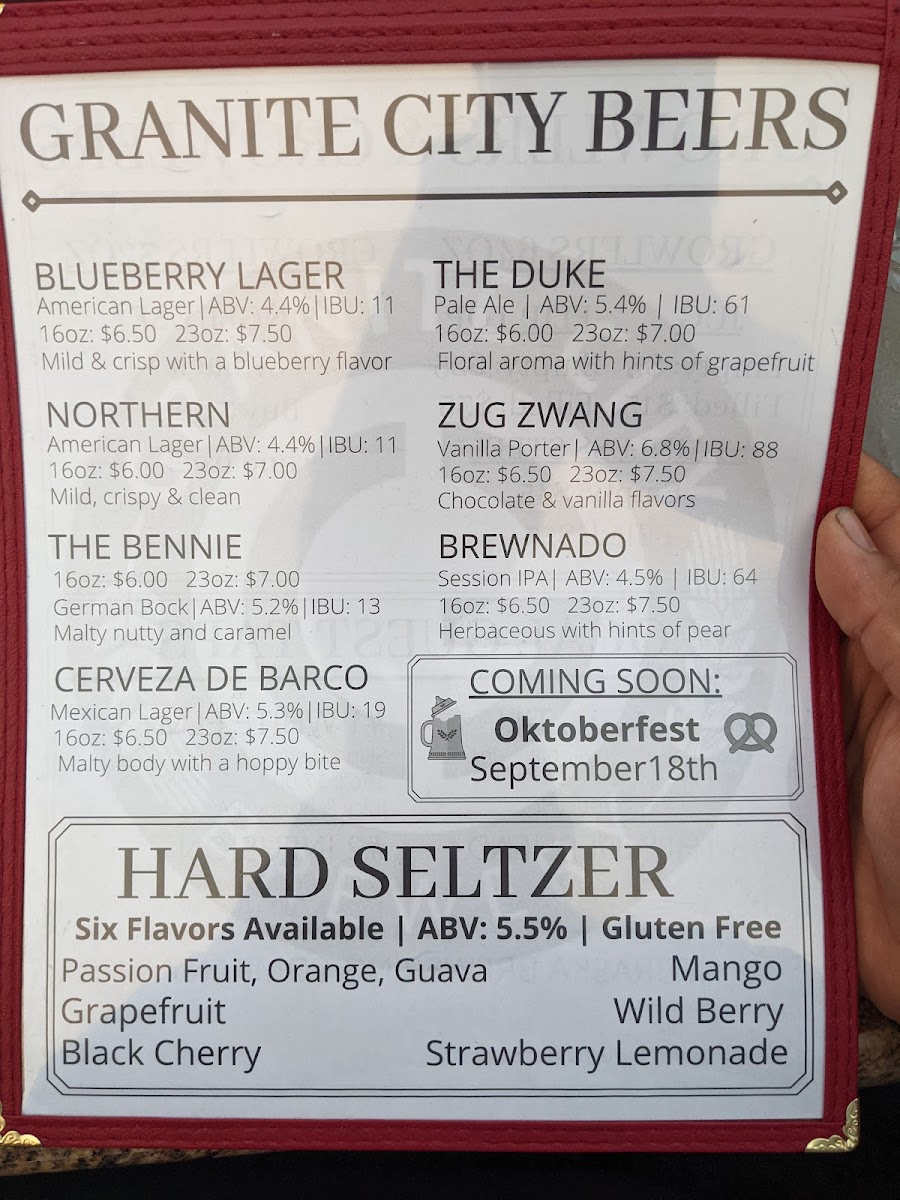 GRANITE CITY BEERS
BLUEBERRY LAGER
American Lager|ABV: 4.4%|IBU: 11
16oz: $6.50 23oz: $7.50
Mild & crisp with a blueberry flavor
NORTHERN
American Lager|ABV: 4.4%|IBU: 11
16oz: $6.00 23oz: $7.00
Mild, crispy & clean
THE BENNIE
16oz: $6.00 23oz: $7.00
German Bock|ABV: 5.2%|IBU: 13
Malty nutty and caramel
CERVEZA DE BARCO
Mexican Lager|ABV: 5.3%|IBU: 19
16oz: $6.50 23oz: $7.50
Malty body with a hoppy bite
THE DUKE
Pale Ale | ABV: 5.4% | IBU: 61
16oz: $6.00 23oz: $7.00
Floral aroma with hints of grapefruit
ZUG ZWANG
Vanilla Porter| ABV: 6.8%|IBU: 88
16oz: $6.50 23oz: $7.50
Chocolate & vanilla flavors
BREWNADO
Session IPA| ABV: 4.5% | IBU: 64
16oz: $6.50 23oz: $7.50
Herbaceous with hints of pear
COMING SOON:
Oktoberfest
September18th
HARD SELTZER
Six Flavors Available | ABV: 5.5% | Gluten Free
Passion Fruit, Orange, Guava Mango
Grapefruit Wild Berry
Black Cherry Strawberry Lemonade